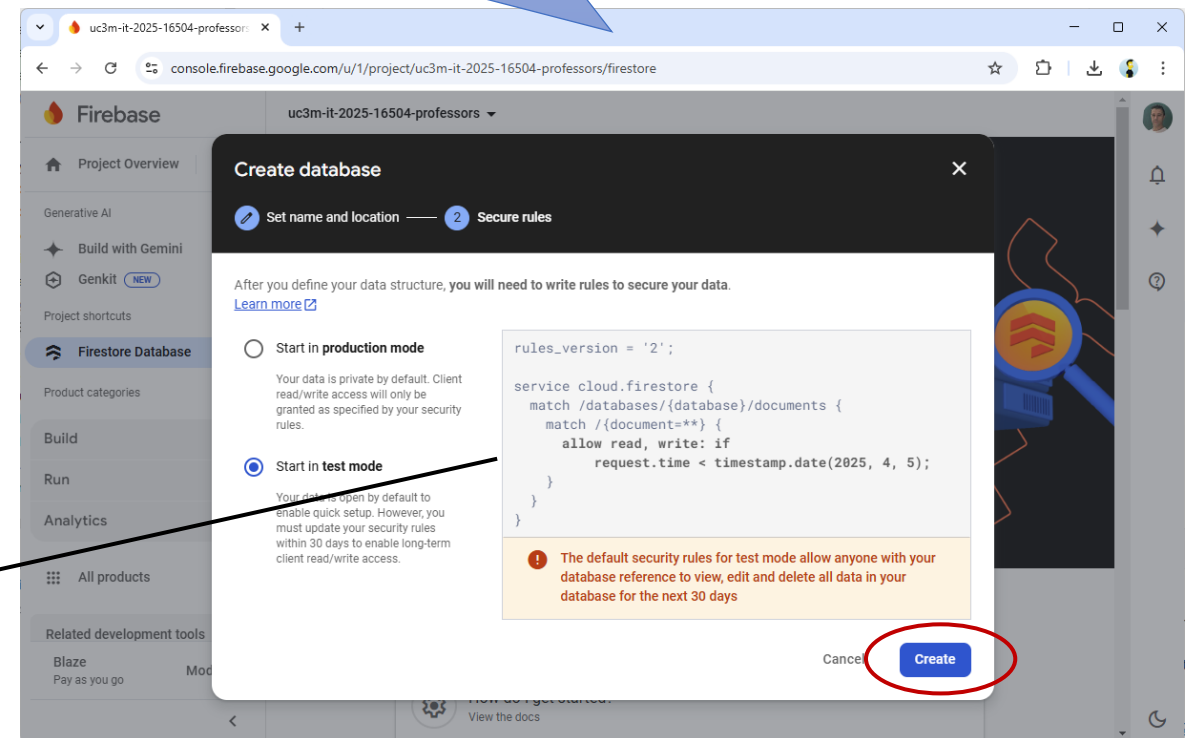 uc3m-it-2025-16504-professors
console.firebase.google.com/u/1/project/uc3m-it-2025-16504-professors/firestore
Firebase
uc3m-it-2025-16504-professors
Project Overview
Generative AI
Build with Gemini
Genkit NEW
Project shortcuts
Firestore Database
Product categories
Build
Run
Analytics
All products
Related development tools
Blaze
Pay as you go
Mod
Create database
Set name and location
2 Secure rules
After you define your data structure, you will need to write rules to secure your data.
Learn more
Start in production mode
Your data is private by default. Client
read/write access will only be
granted as specified by your security
rules.
Start in test mode
Your data is open by default to
enable quick setup. However, you
must update your security rules
within 30 days to enable long-term
client read/write access.
rules_version = '2';
service cloud.firestore {
match /databases/{database}/documents {
match /{document=**} {
allow read, write: if
request.time < timestamp.date(2025, 4, 5);
}
}
}
The default security rules for test mode allow anyone with your
database reference to view, edit and delete all data in your
database for the next 30 days
Cancel
Create
How do I get started?
View the docs